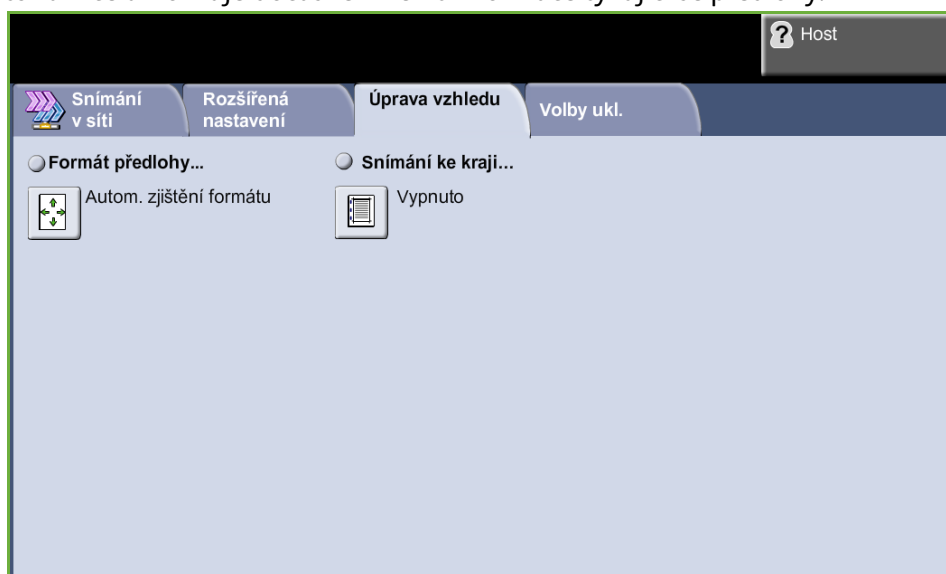 Host
Snímání
v síti
Rozšířená
nastavení
Úprava vzhledu
Volby ukl.
Formát předlohy...
Snímání ke kraji...
Autom. zjištění formátu
Vypnuto